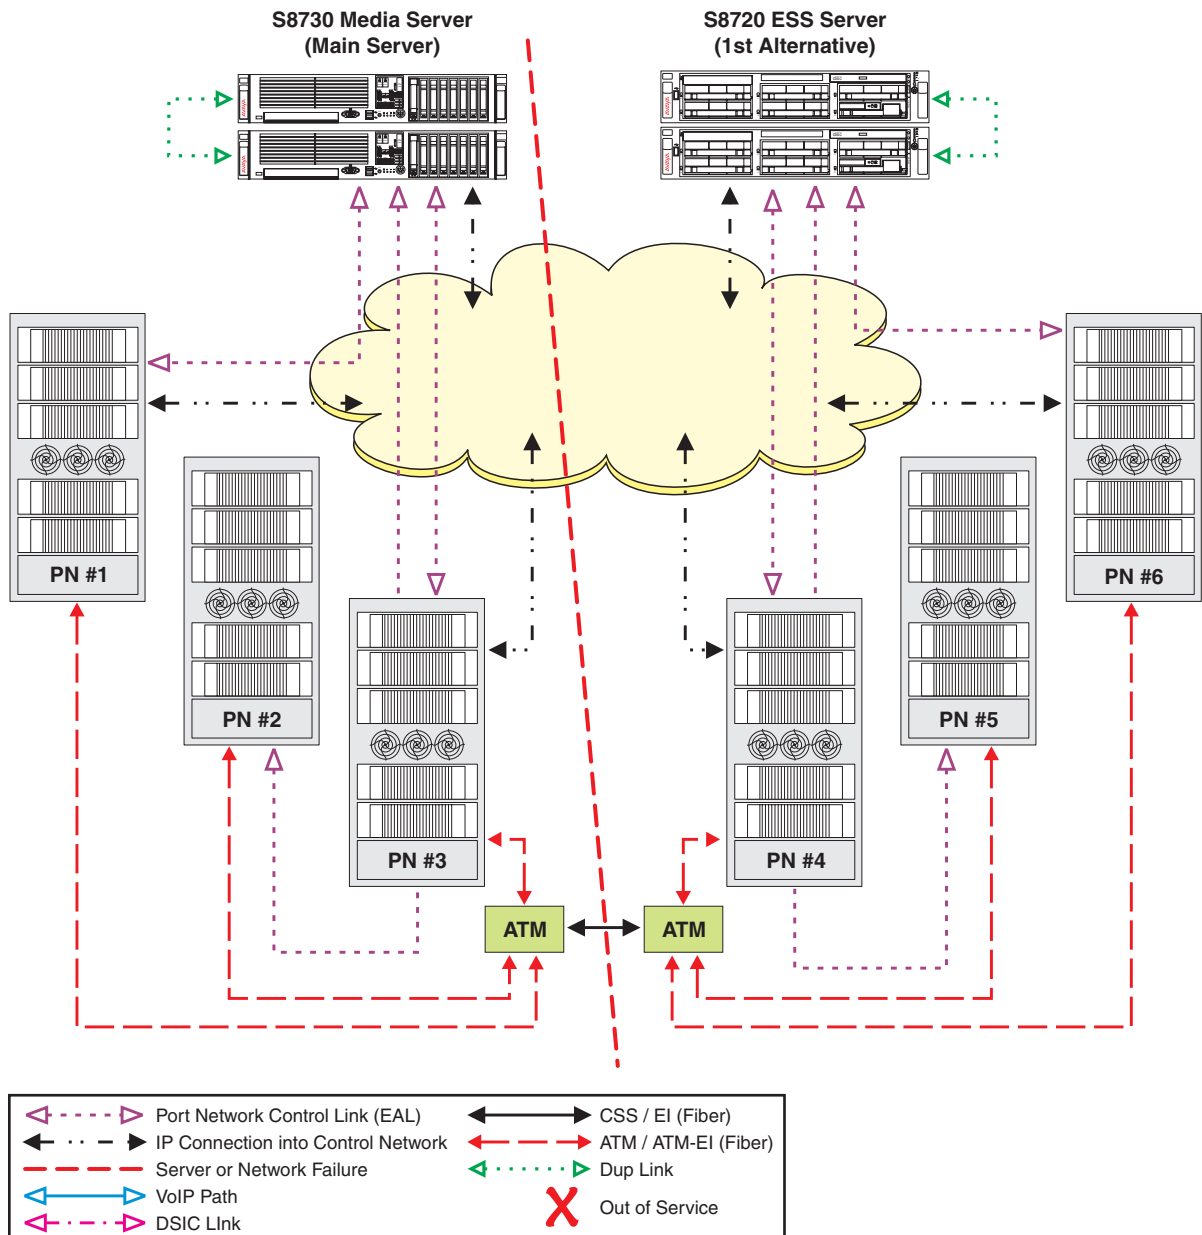 S8730 Media Server
(Main Server)
S8720 ESS Server
(1st Alternative)
PN #1
PN #2
PN #3
PN #4
PN #5
PN #6
ATM
ATM
Port Network Control Link (EAL)
IP Connection into Control Network
Server or Network Failure
VoIP Path
DSIC LInk
CSS / EI (Fiber)
ATM / ATM-EI (Fiber)
Dup Link
Out of Service